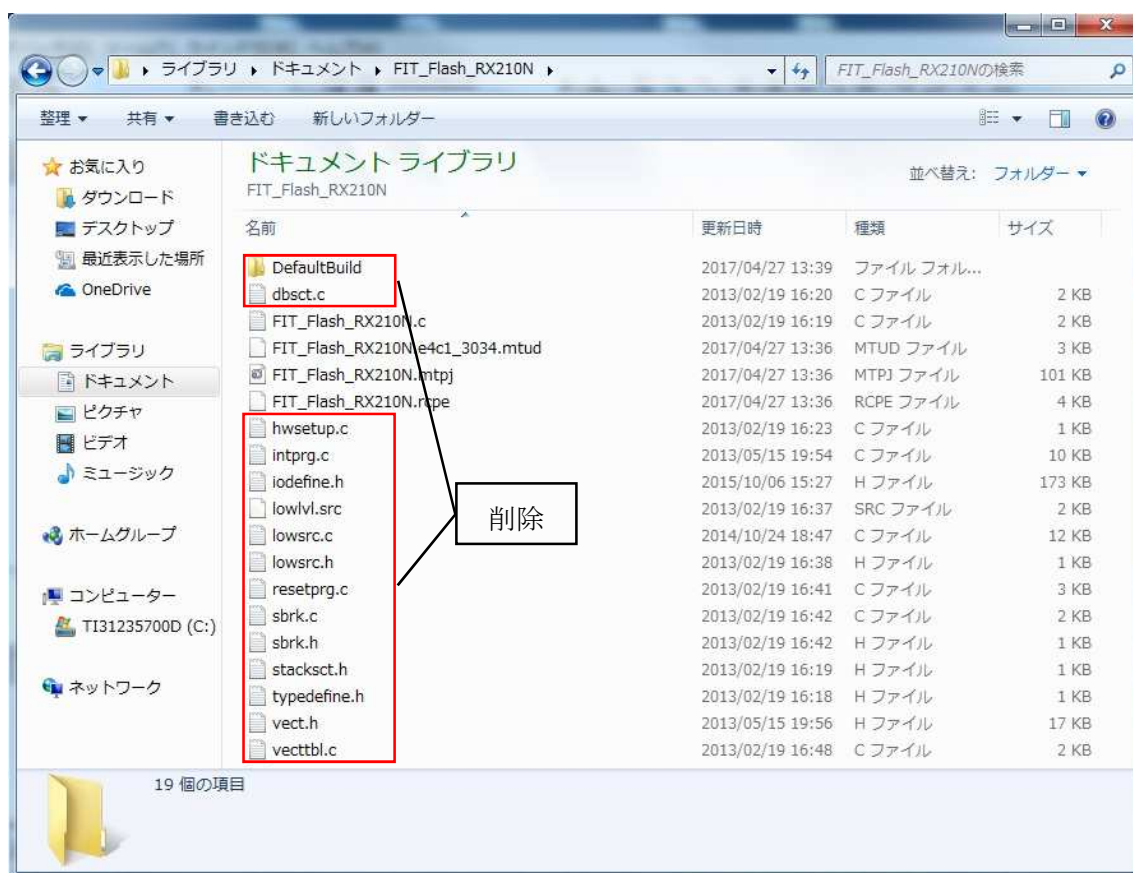 ライブラリ ▸ ドキュメント ▸ FIT_Flash_RX210N ▸ FIT_Flash_RX210Nの検索
整理 ▼ 共有 ▼ 書き込む 新しいフォルダー
お気に入り
ダウンロード
デスクトップ
最近表示した場所
OneDrive
ライブラリ
ドキュメント
ピクチャ
ビデオ
ミュージック
ホームグループ
コンピューター
TI31235700D (C:)
ネットワーク
ドキュメント ライブラリ
FIT_Flash_RX210N
並べ替え: フォルダー ▼
名前 更新日時 種類 サイズ
DefaultBuild 2017/04/27 13:39 ファイル フォル...
dbsct.c 2013/02/19 16:20 C ファイル 2 KB
FIT_Flash_RX210N.c 2013/02/19 16:19 C ファイル 2 KB
FIT_Flash_RX210N.e4c1_3034.mtud 2017/04/27 13:36 MTUD ファイル 3 KB
FIT_Flash_RX210N.mtpj 2017/04/27 13:36 MTPJ ファイル 101 KB
FIT_Flash_RX210N.rcpe 2017/04/27 13:36 RCPE ファイル 4 KB
hwsetup.c 2013/02/19 16:23 C ファイル 1 KB
intprg.c 2013/05/15 19:54 C ファイル 10 KB
iodefine.h 2015/10/06 15:27 H ファイル 173 KB
lowlvl.src 2013/02/19 16:37 SRC ファイル 2 KB
lowsrc.c 2014/10/24 18:47 C ファイル 12 KB
lowsrc.h 2013/02/19 16:38 H ファイル 1 KB
resetprg.c 2013/02/19 16:41 C ファイル 3 KB
sbrk.c 2013/02/19 16:42 C ファイル 2 KB
sbrk.h 2013/02/19 16:42 H ファイル 1 KB
stacksct.h 2013/02/19 16:19 H ファイル 1 KB
typedefine.h 2013/02/19 16:18 H ファイル 1 KB
vect.h 2013/05/15 19:56 H ファイル 17 KB
vecttbl.c 2013/02/19 16:48 C ファイル 2 KB
削除
19 個の項目